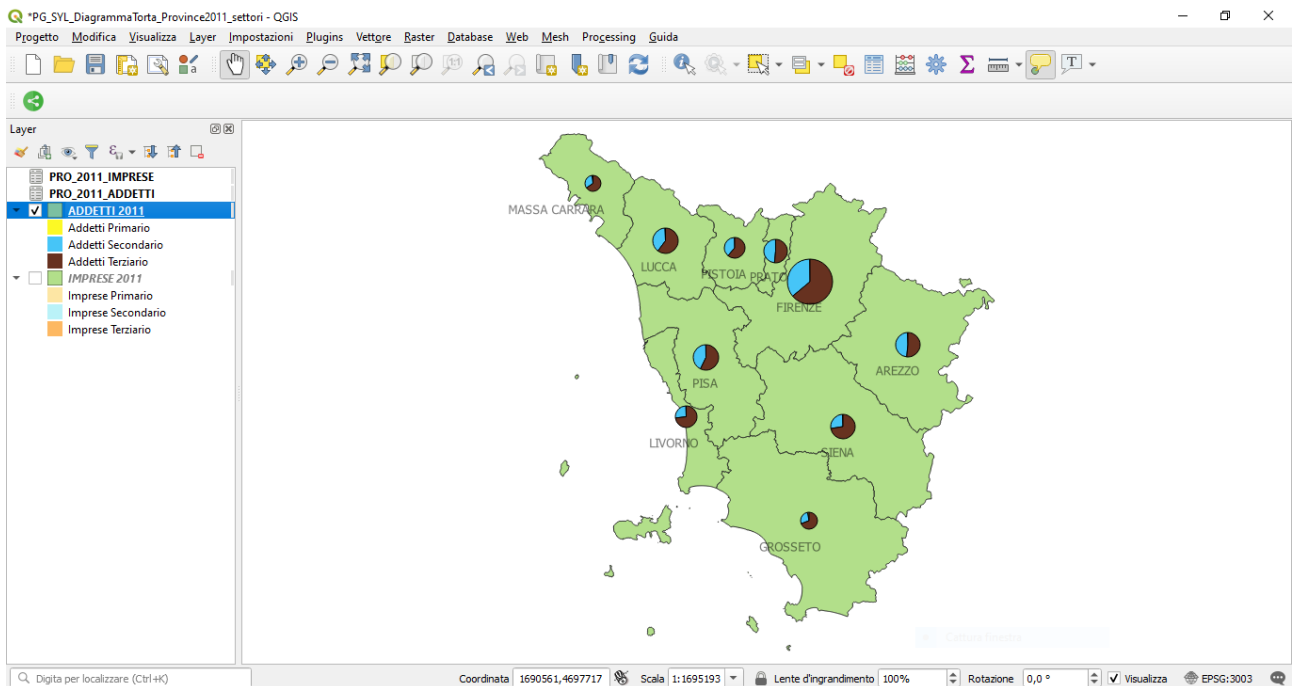 *PG_SYL_DiagrammaTorta_Province2011_settori - QGIS
Progetto Modifica Visualizza Layer Impostazioni Plugins Vettore Raster Database Web Mesh Processing Guida
Layer
PRO_2011_IMPRESE
PRO_2011_ADDETTI
ADDETTI 2011
Addetti Primario
Addetti Secondario
Addetti Terziario
IMPRESE 2011
Imprese Primario
Imprese Secondario
Imprese Terziario
MASSA CARRARA
LUCCA
PISTOIA
PRATO
FIRENZE
AREZZO
PISA
LIVORNO
SIENA
GROSSETO
Cattura finestra
Digita per localizzare (Ctrl+K) Coordinata 1690561,4697717 Scala 1:1695193 Lente d'ingrandimento 100% Rotazione 0,0 ° Visualizza EPSG:3003